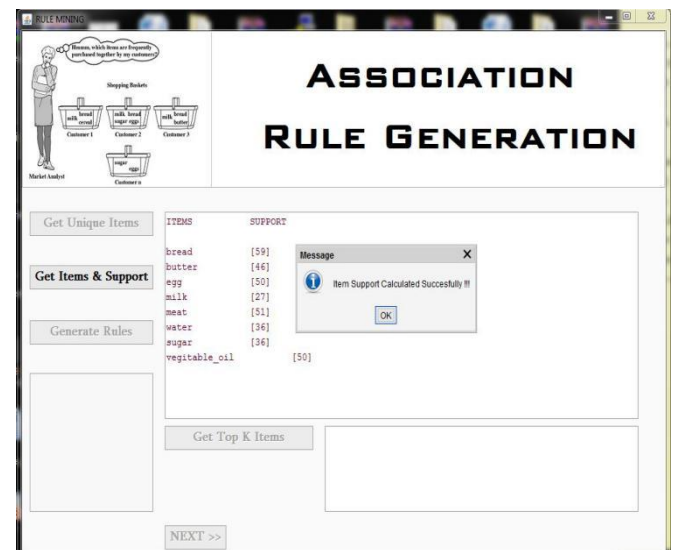 RULE MINING
Hmmm, which items are frequently
purchased together by my customers?
Shopping Baskets
milk bread
cereal
milk bread
sugar eggs
milk bread
butter
Customer 1
Customer 2
Customer 3
sugar
eggs
Market Analyst
Customer n
ASSOCIATION
RULE GENERATION
Get Unique Items
Get Items & Support
Generate Rules
ITEMS SUPPORT
bread [59]
butter [46]
egg [50]
milk [27]
meat [51]
water [36]
sugar [36]
vegitable_oil [50]
Message X
Item Support Calculated Succesfully !!!
OK
Get Top K Items
NEXT >>